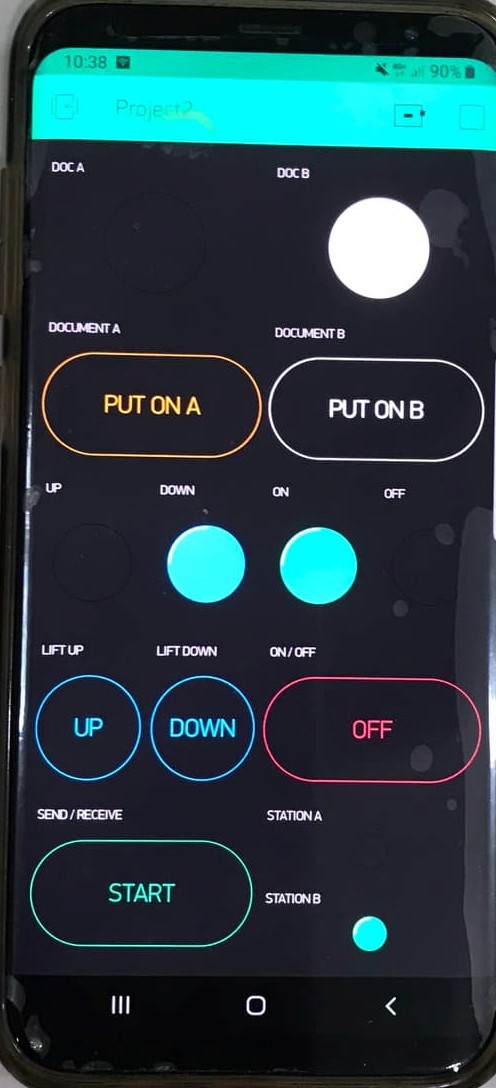 10:38 90%
Project2
DOC A DOC B
DOCUMENT A DOCUMENT B
PUT ON A PUT ON B
UP DOWN ON OFF
LIFT UP LIFT DOWN ON / OFF
UP DOWN OFF
SEND / RECEIVE STATION A
START
STATION B